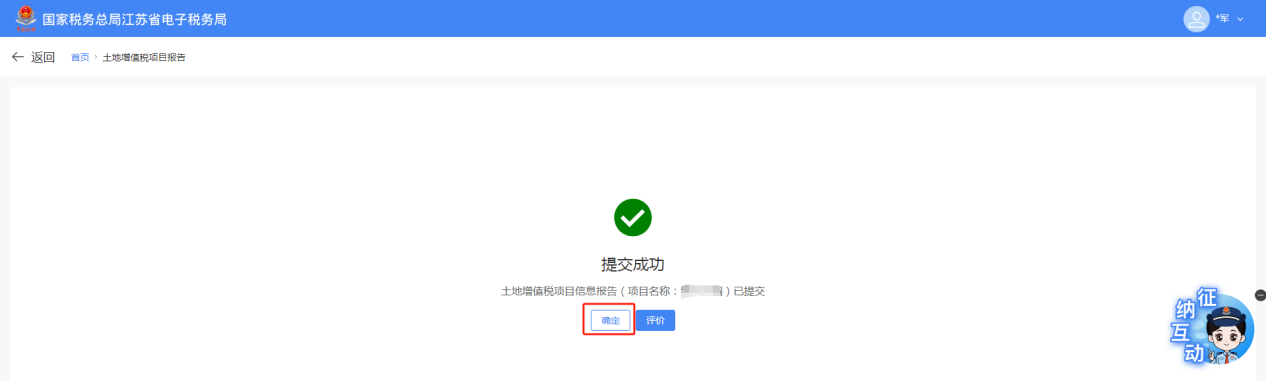 国家税务总局江苏省电子税务局
*军
返回 首页 > 土地增值税项目报告
提交成功
土地增值税项目信息报告（项目名称：）已提交
确定 评价
征纳互动